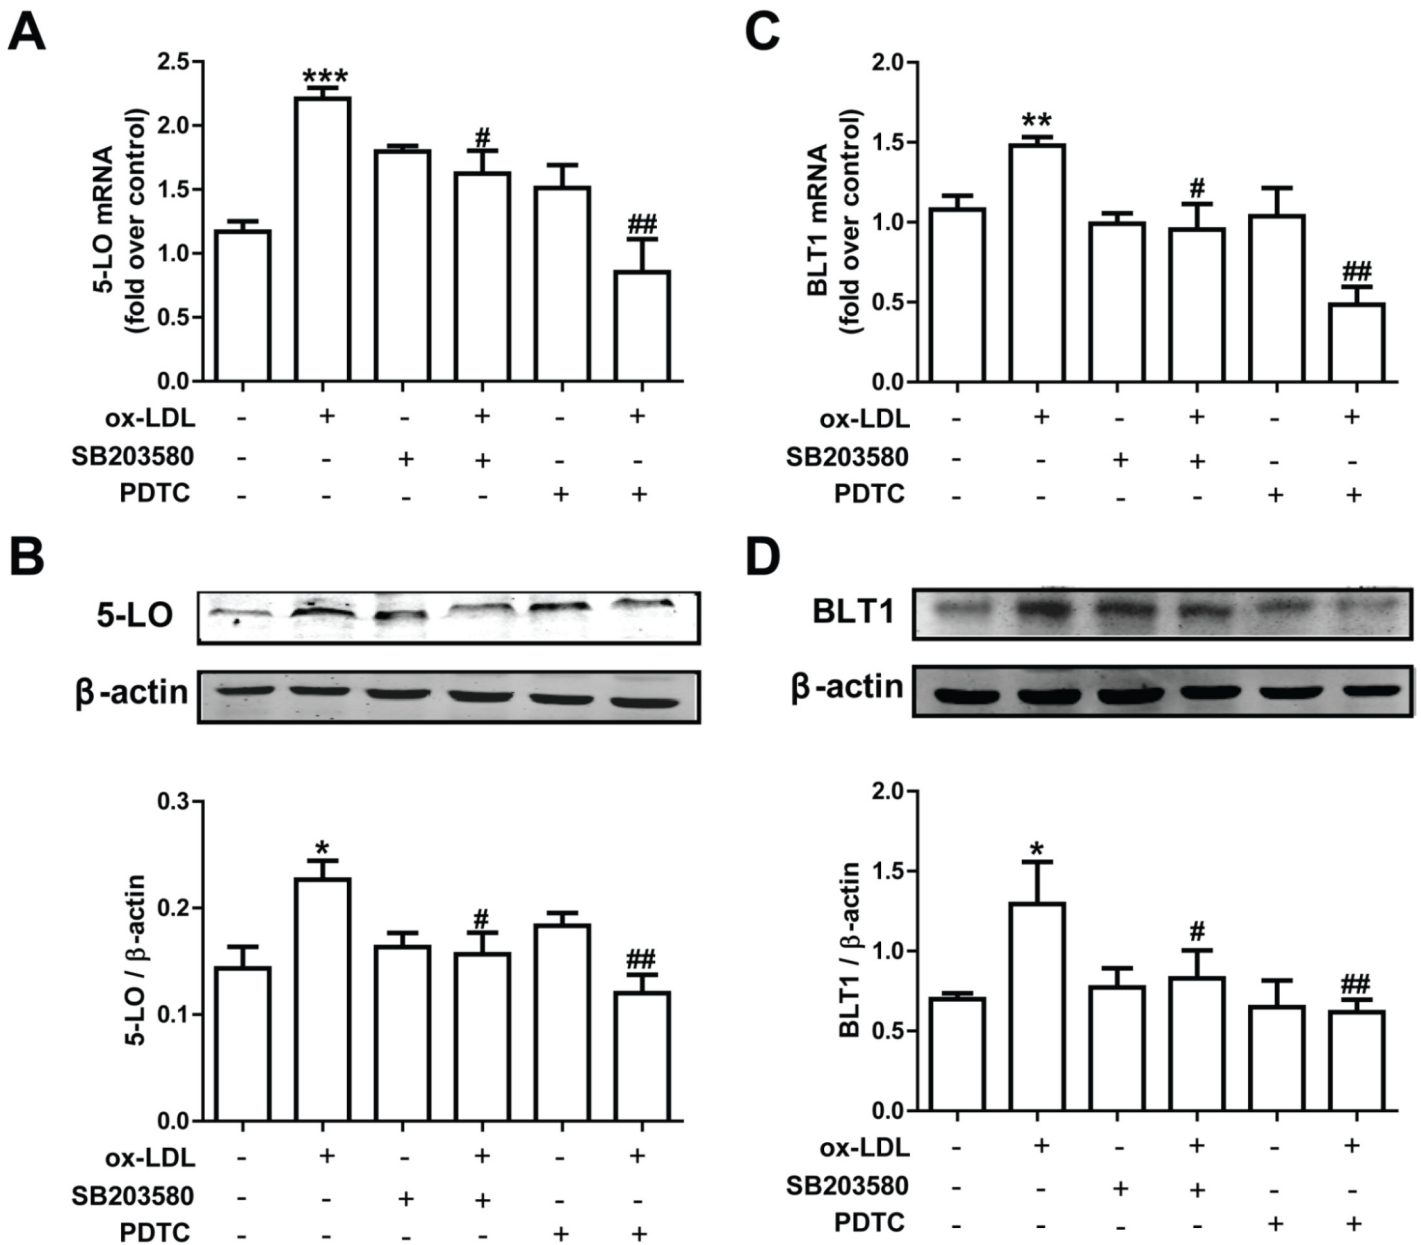 A
5-LO mRNA
(fold over control)
2.5
2.0
1.5
1.0
0.5
0.0
***
#
##
ox-LDL - + - + - +
SB203580 - - + + - -
PDTC - - - - + +
C
BLT1 mRNA
(fold over control)
2.0
1.5
1.0
0.5
0.0
**
#
##
ox-LDL - + - + - +
SB203580 - - + + - -
PDTC - - - - + +
B
5-LO
β-actin
5-LO / β-actin
0.3
0.2
0.1
0.0
*
#
##
ox-LDL - + - + - +
SB203580 - - + + - -
PDTC - - - - + +
D
BLT1
β-actin
BLT1 / β-actin
2.0
1.5
1.0
0.5
0.0
*
#
##
ox-LDL - + - + - +
SB203580 - - + + - -
PDTC - - - - + +